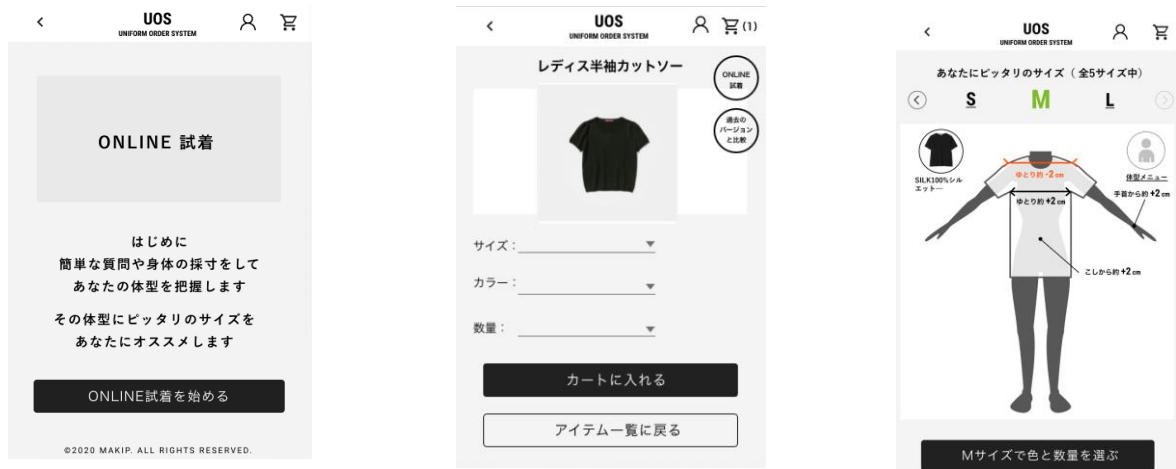 UOS
UNIFORM ORDER SYSTEM
ONLINE 試着
はじめに
簡単な質問や身体の採寸をして
あなたの体型を把握します
その体型にピッタリのサイズを
あなたにオススメします
ONLINE試着を始める
©2020 MAKIP. ALL RIGHTS RESERVED.
UOS
UNIFORM ORDER SYSTEM
(1)
レディス半袖カットソー
ONLINE
試着
過去の
バージョン
と比較
サイズ：
カラー：
数量：
カートに入れる
アイテム一覧に戻る
UOS
UNIFORM ORDER SYSTEM
あなたにピッタリのサイズ（ 全5サイズ中）
S
M
L
SILK100%シル
エット…
体型メニュー
ゆとり約 -2 cm
手首から約 +2 cm
ゆとり約 +2 cm
こしから約 +2 cm
Mサイズで色と数量を選ぶ